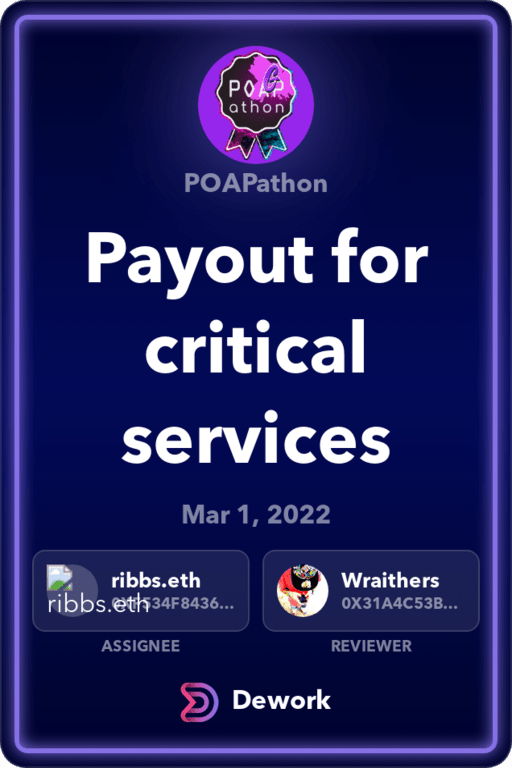 POAP
athon
POAPathon
Payout for
critical
services
Mar 1, 2022
ribbs.eth
ribbs.eth
Wraithers
0X31A4C53B...
ASSIGNEE
REVIEWER
Dework